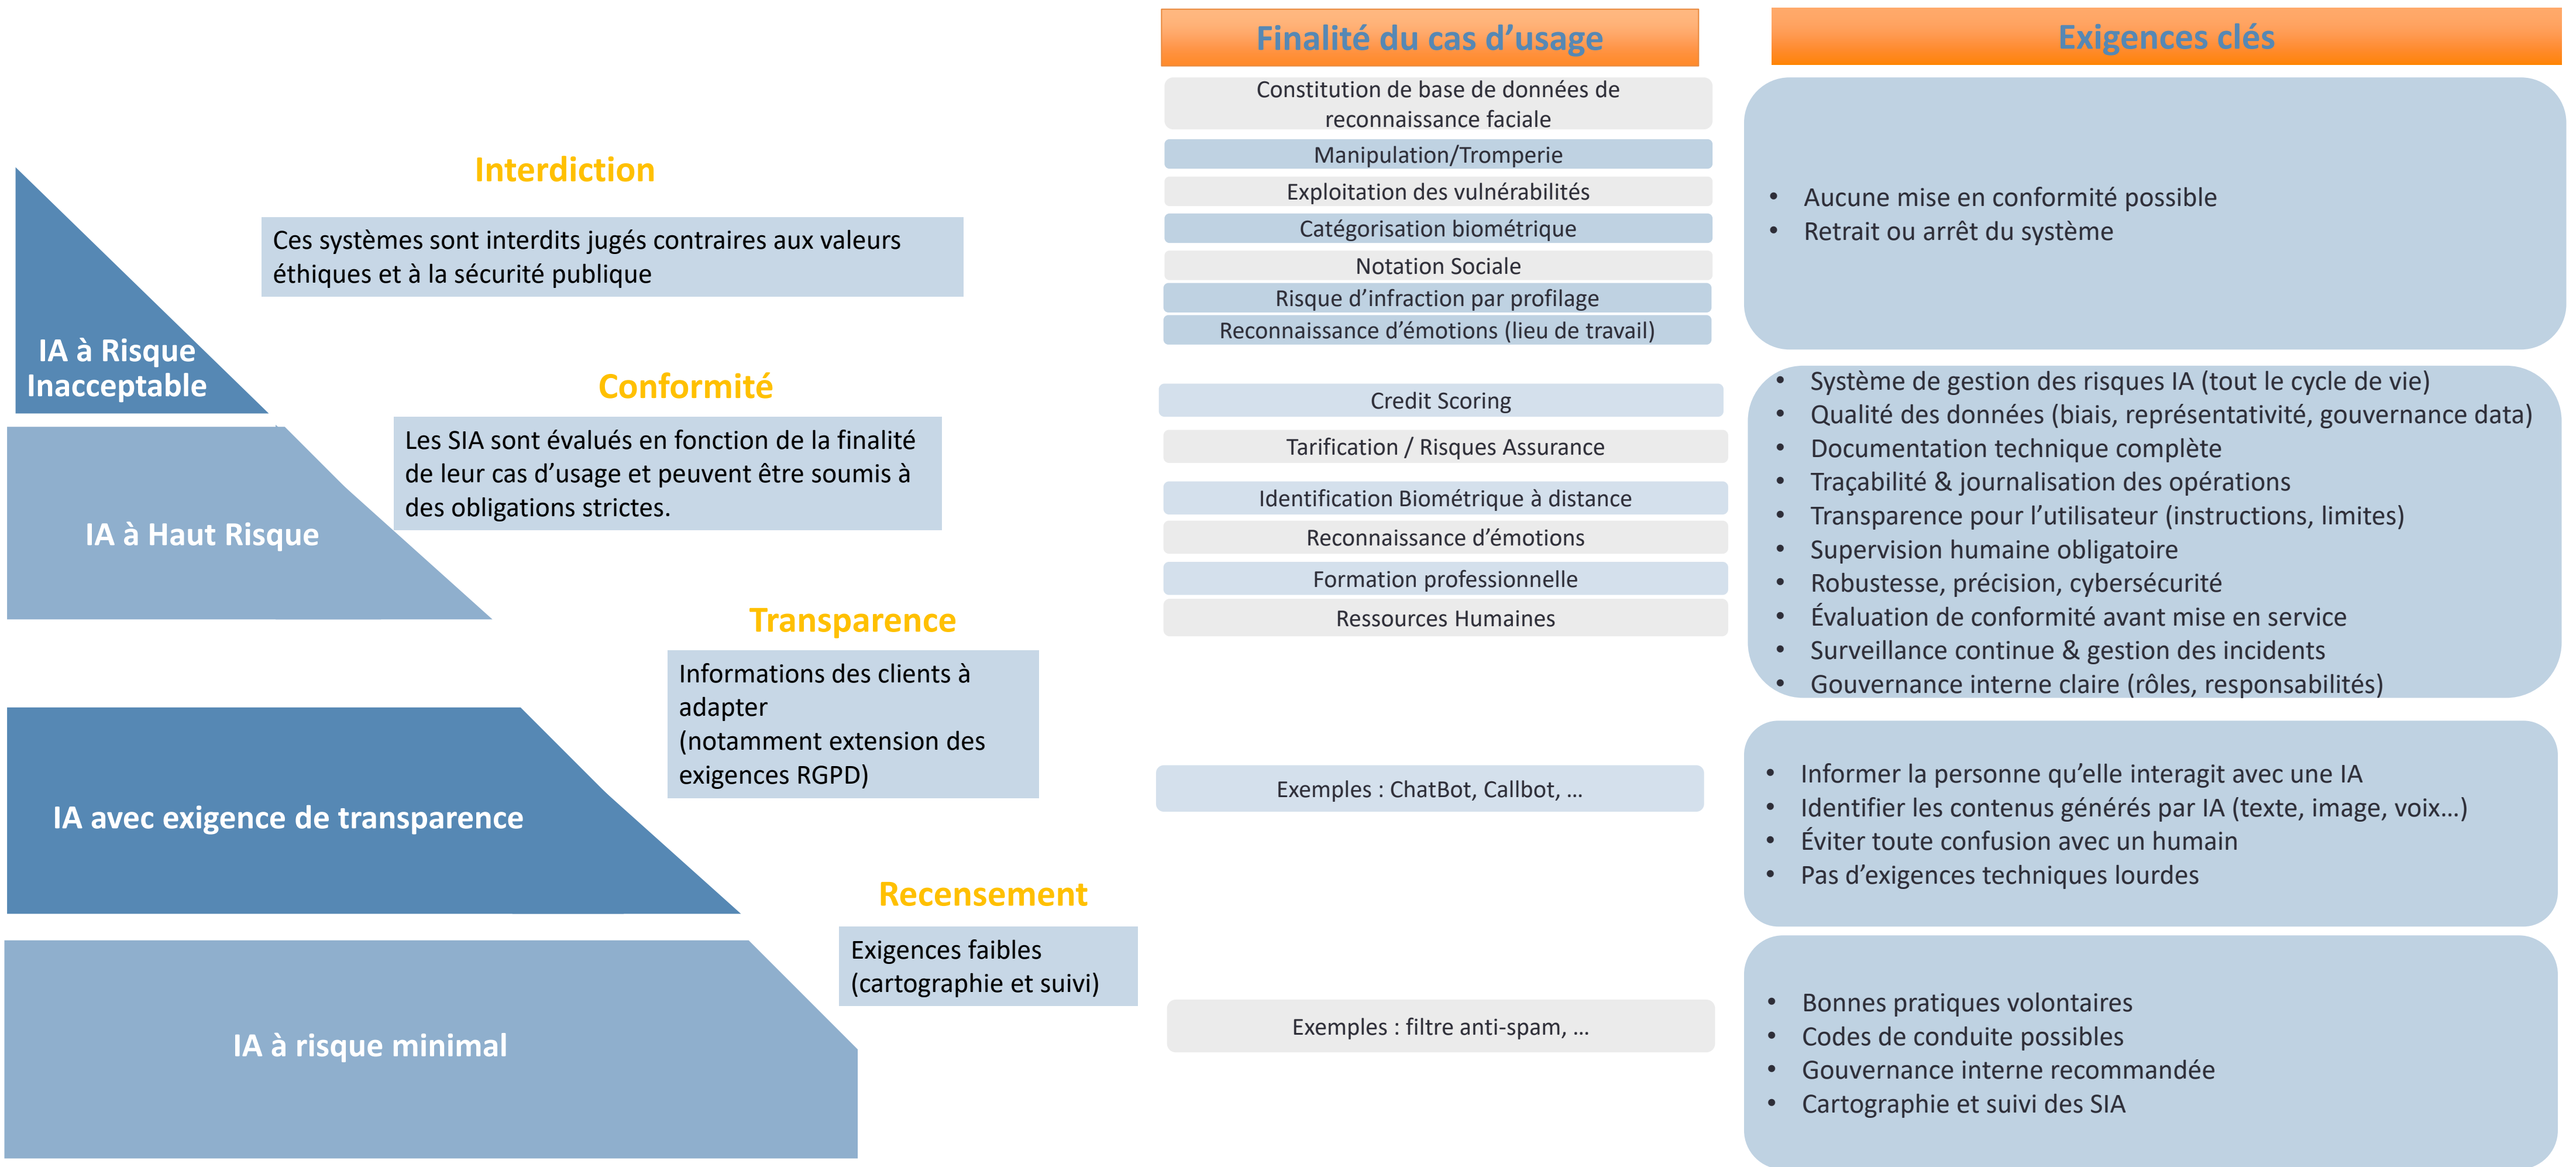 Finalité du cas d’usage
Exigences clés
Interdiction
Ces systèmes sont interdits jugés contraires aux valeurs
éthiques et à la sécurité publique
IA à Risque
Inacceptable
Constitution de base de données de
reconnaissance faciale
Manipulation/Tromperie
Exploitation des vulnérabilités
Catégorisation biométrique
Notation Sociale
Risque d’infraction par profilage
Reconnaissance d’émotions (lieu de travail)
• Aucune mise en conformité possible
• Retrait ou arrêt du système
Conformité
Les SIA sont évalués en fonction de la finalité
de leur cas d’usage et peuvent être soumis à
des obligations strictes.
IA à Haut Risque
Credit Scoring
Tarification / Risques Assurance
Identification Biométrique à distance
Reconnaissance d’émotions
Formation professionnelle
Ressources Humaines
• Système de gestion des risques IA (tout le cycle de vie)
• Qualité des données (biais, représentativité, gouvernance data)
• Documentation technique complète
• Traçabilité & journalisation des opérations
• Transparence pour l’utilisateur (instructions, limites)
• Supervision humaine obligatoire
• Robustesse, précision, cybersécurité
• Évaluation de conformité avant mise en service
• Surveillance continue & gestion des incidents
• Gouvernance interne claire (rôles, responsabilités)
Transparence
Informations des clients à
adapter
(notamment extension des
exigences RGPD)
IA avec exigence de transparence
Exemples : ChatBot, Callbot, …
• Informer la personne qu’elle interagit avec une IA
• Identifier les contenus générés par IA (texte, image, voix…)
• Éviter toute confusion avec un humain
• Pas d’exigences techniques lourdes
Recensement
Exigences faibles
(cartographie et suivi)
IA à risque minimal
Exemples : filtre anti-spam, …
• Bonnes pratiques volontaires
• Codes de conduite possibles
• Gouvernance interne recommandée
• Cartographie et suivi des SIA